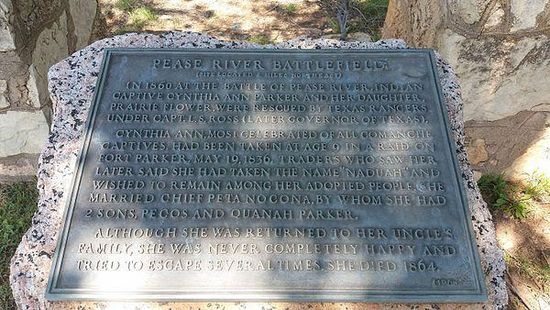 PEASE RIVER BATTLEFIELD
IN 1860, AT THE BATTLE OF PEASE RIVER, INDIAN
CAPTIVE CYNTHIA ANN PARKER AND HER DAUGHTER,
PRAIRIE FLOWER, WERE RESCUED BY TEXAS RANGERS
UNDER CAPT. L. S. ROSS (LATER GOVERNOR OF TEXAS).
CYNTHIA ANN, MOST CELEBRATED OF ALL COMANCHE
CAPTIVES, HAD BEEN TAKEN AT AGE 9 IN A RAID ON
FORT PARKER, MAY 19, 1836. TRADERS WHO SAW HER
LATER SAID SHE HAD TAKEN THE NAME "NADUAH" AND
WISHED TO REMAIN AMONG HER ADOPTED PEOPLE. SHE
MARRIED CHIEF PETA NOCONA, BY WHOM SHE HAD
2 SONS, PECOS AND QUANAH PARKER.
ALTHOUGH SHE WAS RETURNED TO HER UNCLE'S
FAMILY, SHE WAS NEVER COMPLETELY HAPPY AND
TRIED TO ESCAPE SEVERAL TIMES. SHE DIED 1864.